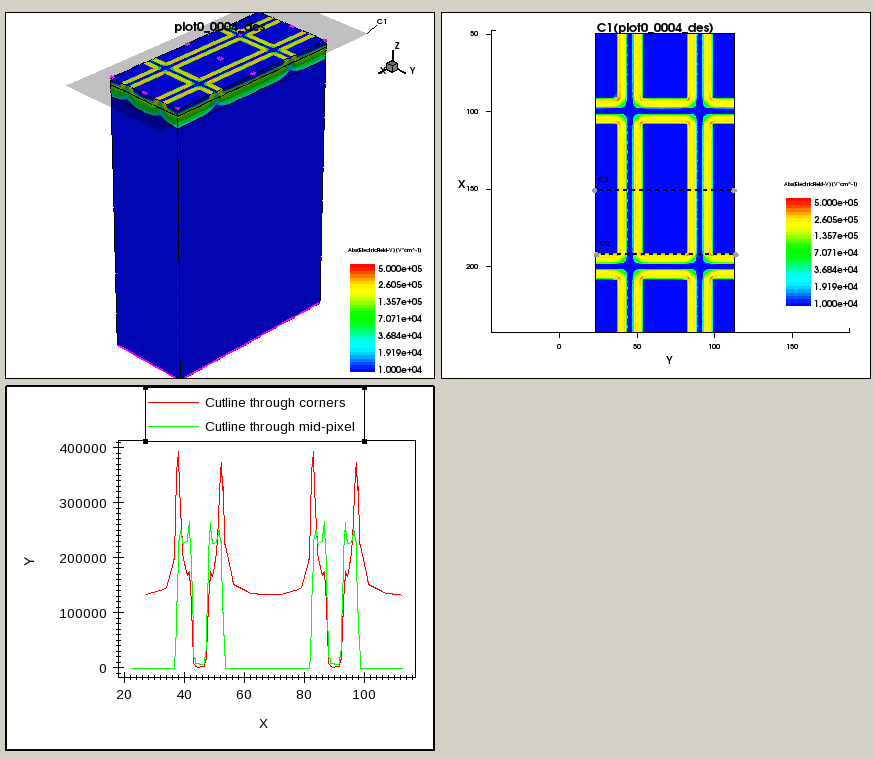 plot0_0004_des
C1
Z
X
Y
Abs(ElectricField-V) (V*cm^-1)
5.000e+05
2.605e+05
1.357e+05
7.071e+04
3.684e+04
1.919e+04
1.000e+04
C1(plot0_0004_des)
50
100
150
200
X
0
50
100
150
Y
Abs(ElectricField-V) (V*cm^-1)
5.000e+05
2.605e+05
1.357e+05
7.071e+04
3.684e+04
1.919e+04
1.000e+04
Cutline through corners
Cutline through mid-pixel
400000
300000
200000
100000
0
Y
20
40
60
80
100
X